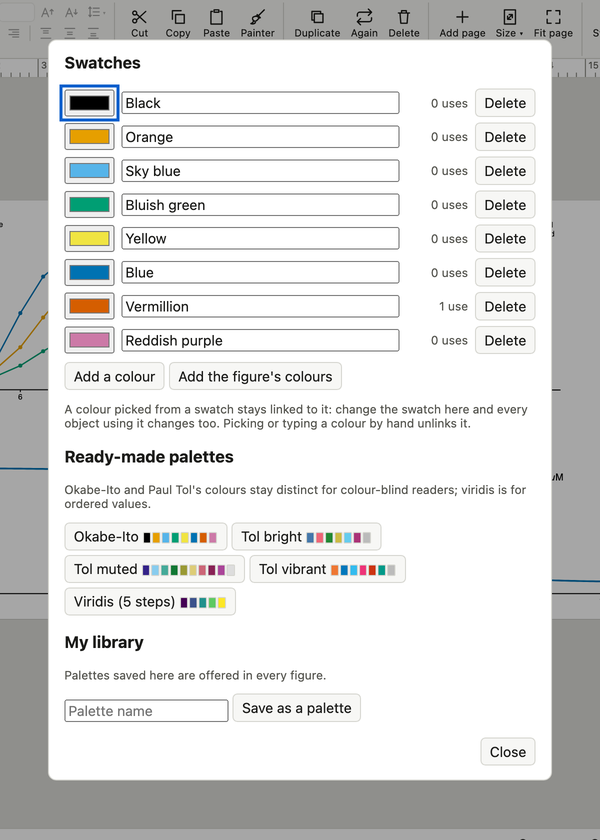 Cut Copy Paste Painter Duplicate Again Delete Add page Size Fit page
3
15
Swatches
Black 0 uses Delete
Orange 0 uses Delete
Sky blue 0 uses Delete
Bluish green 0 uses Delete
Yellow 0 uses Delete
Blue 0 uses Delete
Vermillion 1 use Delete
Reddish purple 0 uses Delete
6
Add a colour Add the figure's colours
A colour picked from a swatch stays linked to it: change the swatch here and every
object using it changes too. Picking or typing a colour by hand unlinks it.
Ready-made palettes
Okabe-Ito and Paul Tol's colours stay distinct for colour-blind readers; viridis is for
ordered values.
Okabe-Ito Tol bright
Tol muted Tol vibrant
Viridis (5 steps)
My library
Palettes saved here are offered in every figure.
Palette name Save as a palette
Close